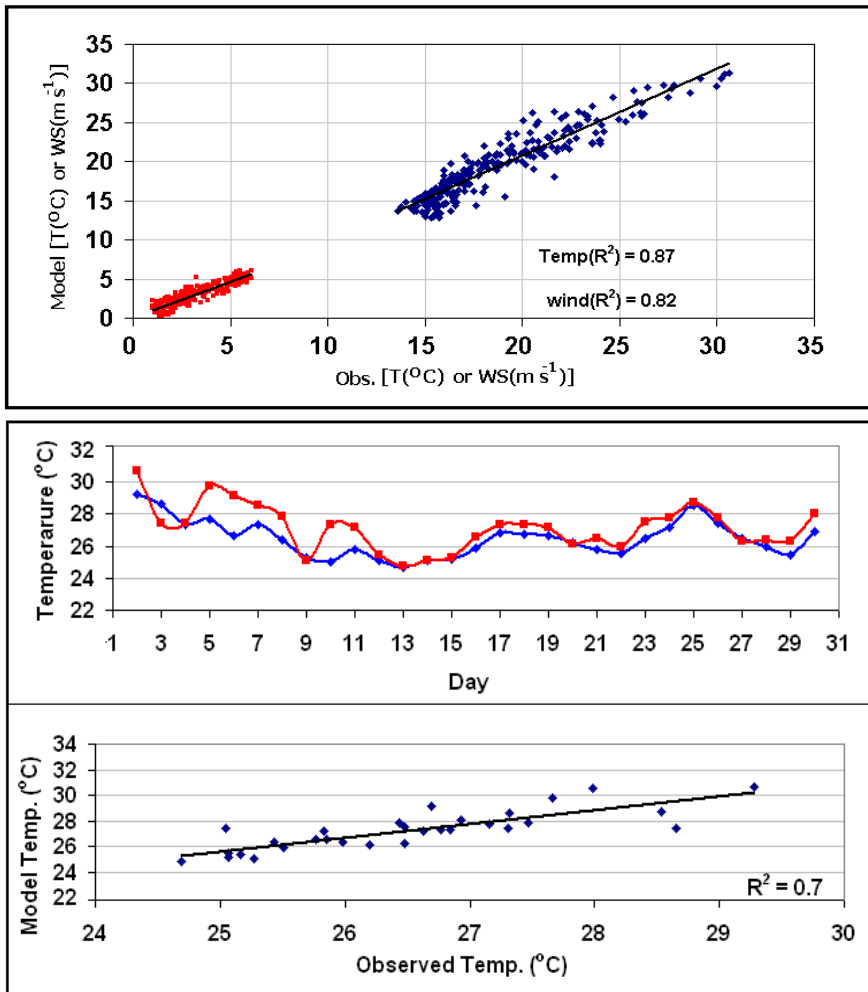 35
30
25
20
15
10
5
0
Model [T(ᴼC) or WS(m s⁻¹)]
Temp(R²) = 0.87
wind(R²) = 0.82
0 5 10 15 20 25 30 35
Obs. [T(ᴼC) or WS(m s⁻¹)]
32
30
28
26
24
22
Temperarure (ᴼC)
1 3 5 7 9 11 13 15 17 19 21 23 25 27 29 31
Day
34
32
30
28
26
24
22
Model Temp. (ᴼC)
R² = 0.7
24 25 26 27 28 29 30
Observed Temp. (ᴼC)